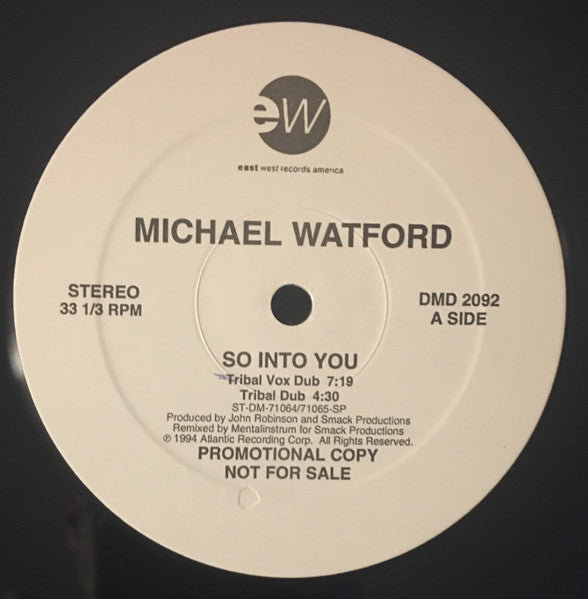 ew
east west records america
MICHAEL WATFORD
STEREO
33 1/3 RPM
DMD 2092
A SIDE
SO INTO YOU
Tribal Vox Dub 7:19
Tribal Dub 4:30
ST-DM-71064/71065-SP
Produced by John Robinson and Smack Productions
Remixed by Mentalinstrum for Smack Productions
℗ 1994 Atlantic Recording Corp. All Rights Reserved.
PROMOTIONAL COPY
NOT FOR SALE